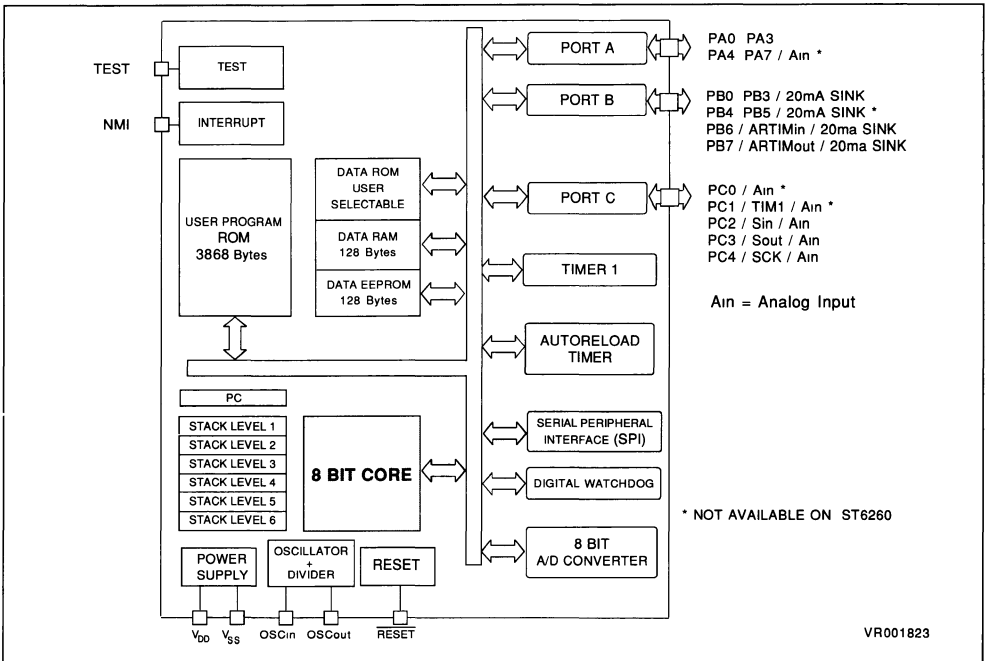 TEST
TEST
NMI
INTERRUPT
USER PROGRAM
ROM
3868 Bytes
DATA ROM
USER
SELECTABLE
DATA RAM
128 Bytes
DATA EEPROM
128 Bytes
PC
STACK LEVEL 1
STACK LEVEL 2
STACK LEVEL 3
STACK LEVEL 4
STACK LEVEL 5
STACK LEVEL 6
8 BIT CORE
POWER
SUPPLY
OSCILLATOR
+
DIVIDER
RESET
VDD
VSS
OSCin
OSCout
RESET
PORT A
PORT B
PORT C
TIMER 1
AUTORELOAD
TIMER
SERIAL PERIPHERAL
INTERFACE (SPI)
DIGITAL WATCHDOG
8 BIT
A/D CONVERTER
PA0 PA3
PA4 PA7 / Ain *
PB0 PB3 / 20mA SINK
PB4 PB5 / 20mA SINK *
PB6 / ARTIMin / 20ma SINK
PB7 / ARTIMout / 20ma SINK
PC0 / Ain *
PC1 / TIM1 / Ain *
PC2 / Sin / Ain
PC3 / Sout / Ain
PC4 / SCK / Ain
Ain = Analog Input
* NOT AVAILABLE ON ST6260
VR001823